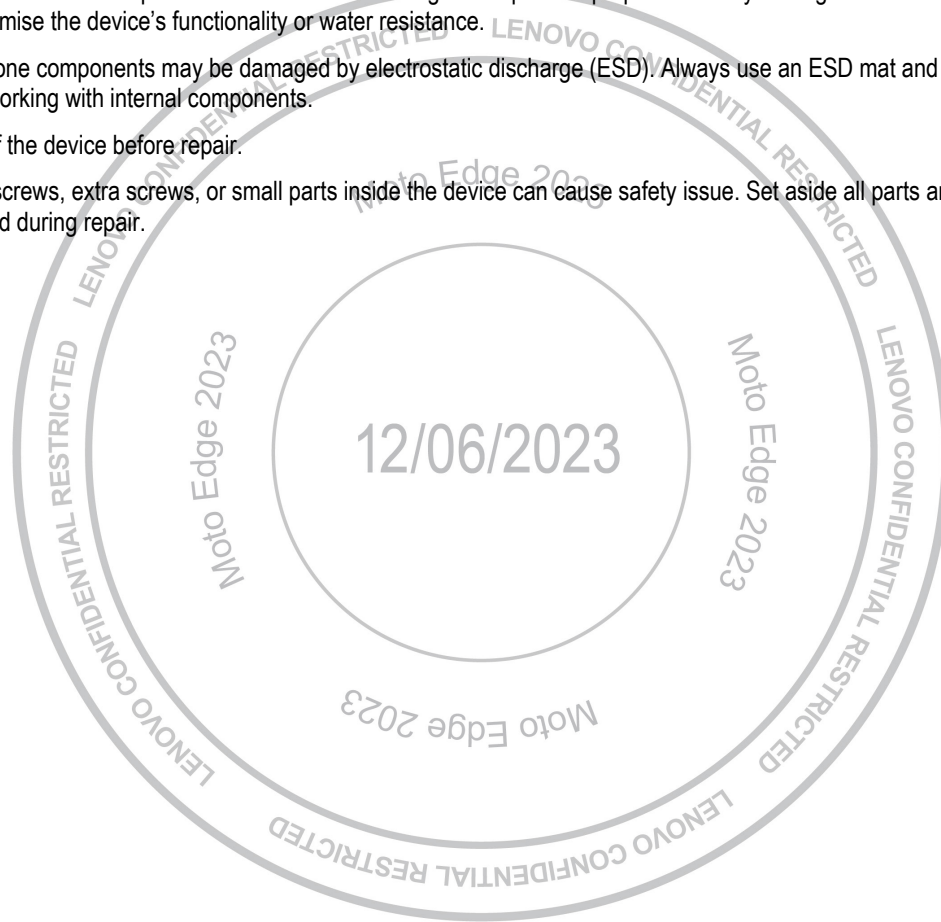 mise the device's functionality or water resistance.
one components may be damaged by electrostatic discharge (ESD). Always use an ESD mat and
orking with internal components.
f the device before repair.
screws, extra screws, or small parts inside the device can cause safety issue. Set aside all parts
d during repair.
LENOVO CONFIDENTIAL RESTRICTED
LENOVO CONFIDENTIAL RESTRICTED
LENOVO CONFIDENTIAL RESTRICTED
LENOVO CONFIDENTIAL RESTRICTED
LENOVO CONFIDENTIAL RESTRICTED
Moto Edge 2023
Moto Edge 2023
Moto Edge 2023
Moto Edge 2023
12/06/2023